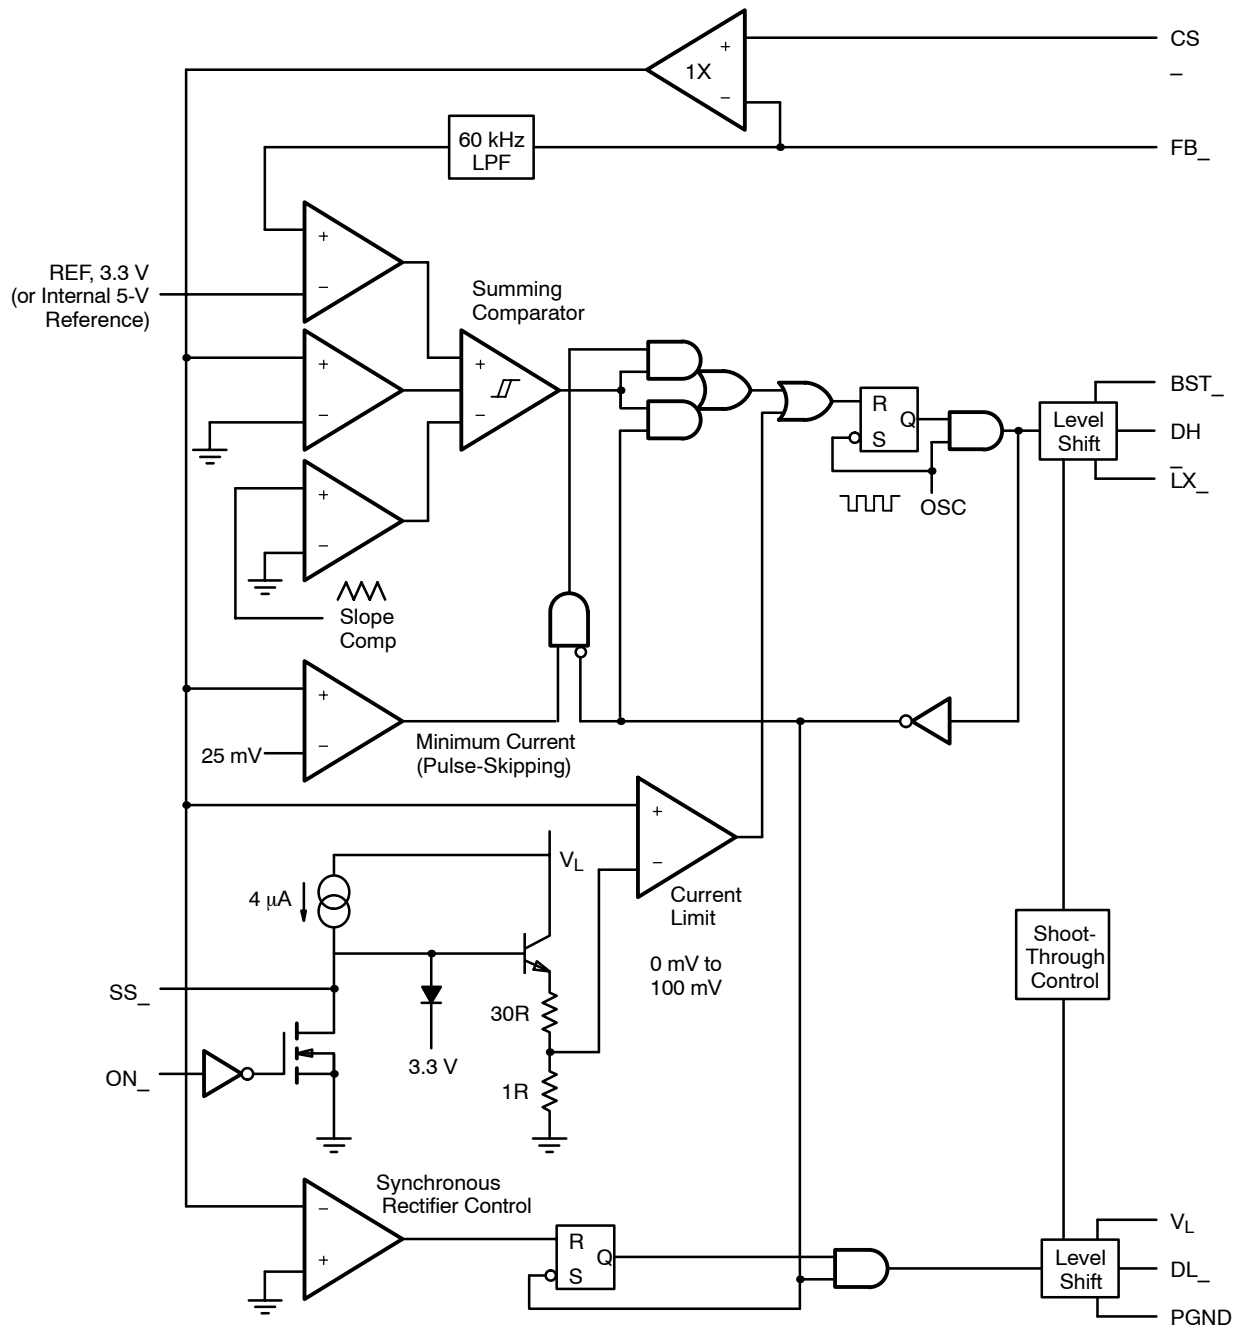 CS
_
+
1X
−
60 kHz
LPF
FB_
+
−
REF, 3.3 V
(or Internal 5-V
Reference)
Summing
Comparator
+
−
+
−
BST_
R
Q
S
Level
Shift
DH
_
LX_
OSC
+
−
Slope
Comp
+
−
25 mV
Minimum Current
(Pulse-Skipping)
+
−
VL
4 μA
Current
Limit
0 mV to
100 mV
Shoot-
Through
Control
SS_
30R
3.3 V
ON_
1R
Synchronous
Rectifier Control
−
+
R
Q
S
VL
Level
Shift
DL_
PGND